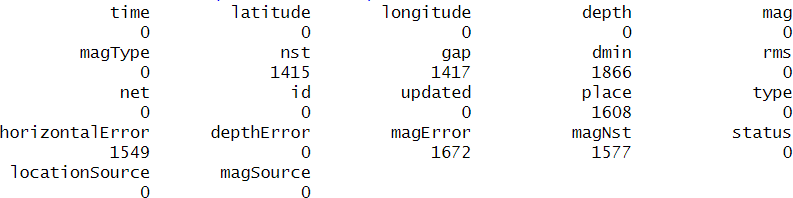 time latitude longitude depth mag
0 0 0 0 0
magType nst gap dmin rms
0 1415 1417 1866 0
net id updated place type
0 0 0 1608 0
horizontalError depthError magError magNst status
1549 0 1672 1577 0
locationSource magSource
0 0